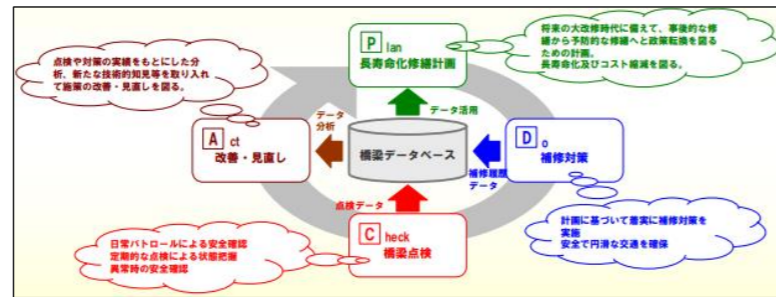 Plan
長寿命化修繕計画
将来の大改修時代に備えて、事後的な修
繕から予防的な修繕へと政策転換を図る
ための計画。
長寿命化及びコスト縮減を図る。
点検や対策の実績をもとにした分
析、新たな技術的知見等を取り入れ
て施策の改善・見直しを図る。
データ
分析
データ活用
Act
改善・見直し
橋梁データベース
Do
補修対策
補修履歴
データ
点検データ
Check
橋梁点検
日常パトロールによる安全確認
定期的な点検による状態把握
異常時の安全確認
計画に基づいて着実に補修対策を
実施
安全で円滑な交通を確保